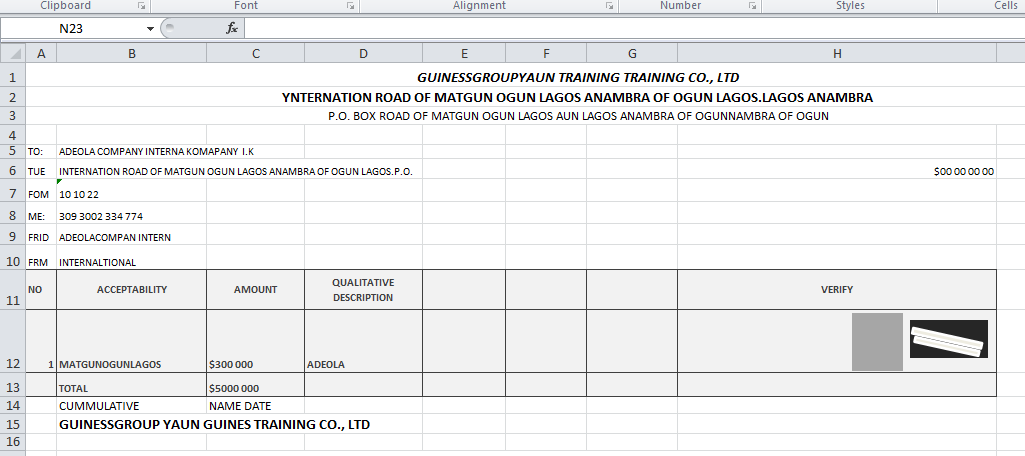 Clipboard Font Alignment Number Styles Cells
N23 fx
A B C D E F G H
1 GUINESSGROUPYAUN TRAINING TRAINING CO., LTD
2 YNTERNATION ROAD OF MATGUN OGUN LAGOS ANAMBRA OF OGUN LAGOS.LAGOS ANAMBRA
3 P.O. BOX ROAD OF MATGUN OGUN LAGOS AUN LAGOS ANAMBRA OF OGUNNAMBRA OF OGUN
4
5 TO: ADEOLA COMPANY INTERNA KOMAPANY I.K
6 TUE INTERNATION ROAD OF MATGUN OGUN LAGOS ANAMBRA OF OGUN LAGOS.P.O. $00 00 00 00
7 FOM 10 10 22
8 ME: 309 3002 334 774
9 FRID ADEOLACOMPAN INTERN
10 FRM INTERNALTIONAL
11 NO ACCEPTABILITY AMOUNT QUALITATIVE DESCRIPTION VERIFY
12 1 MATGUNOGUNLAGOS $300 000 ADEOLA
13 TOTAL $5000 000
14 CUMMULATIVE NAME DATE
15 GUINESSGROUP YAUN GUINES TRAINING CO., LTD
16